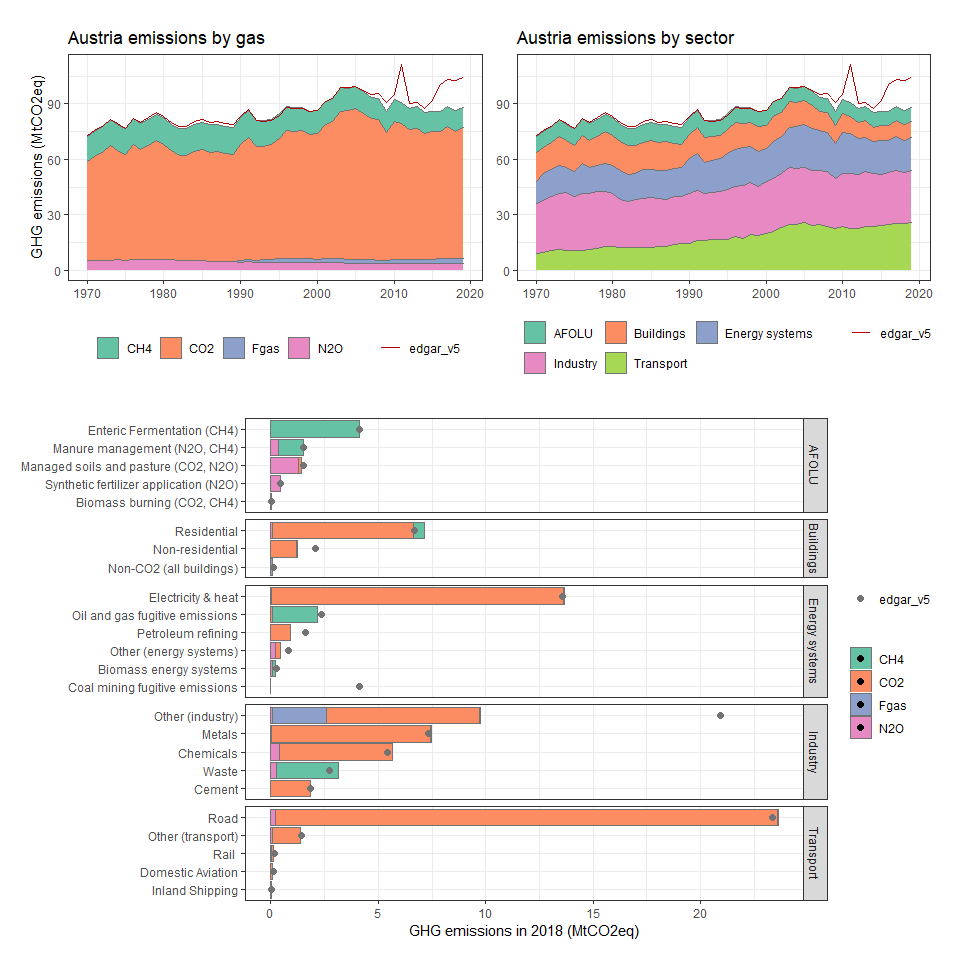 Austria emissions by gas
GHG emissions (MtCO2eq)
90
60
30
0
1970
1980
1990
2000
2010
2020
CH4
CO2
Fgas
N2O
edgar_v5
Austria emissions by sector
90
60
30
0
1970
1980
1990
2000
2010
2020
AFOLU
Buildings
Energy systems
edgar_v5
Industry
Transport
Enteric Fermentation (CH4)
Manure management (N2O, CH4)
Managed soils and pasture (CO2, N2O)
Synthetic fertilizer application (N2O)
Biomass burning (CO2, CH4)
AFOLU
Residential
Non-residential
Non-CO2 (all buildings)
Buildings
Electricity & heat
Oil and gas fugitive emissions
Petroleum refining
Other (energy systems)
Biomass energy systems
Coal mining fugitive emissions
Energy systems
Other (industry)
Metals
Chemicals
Waste
Cement
Industry
Road
Other (transport)
Rail
Domestic Aviation
Inland Shipping
Transport
0
5
10
15
20
GHG emissions in 2018 (MtCO2eq)
edgar_v5
CH4
CO2
Fgas
N2O